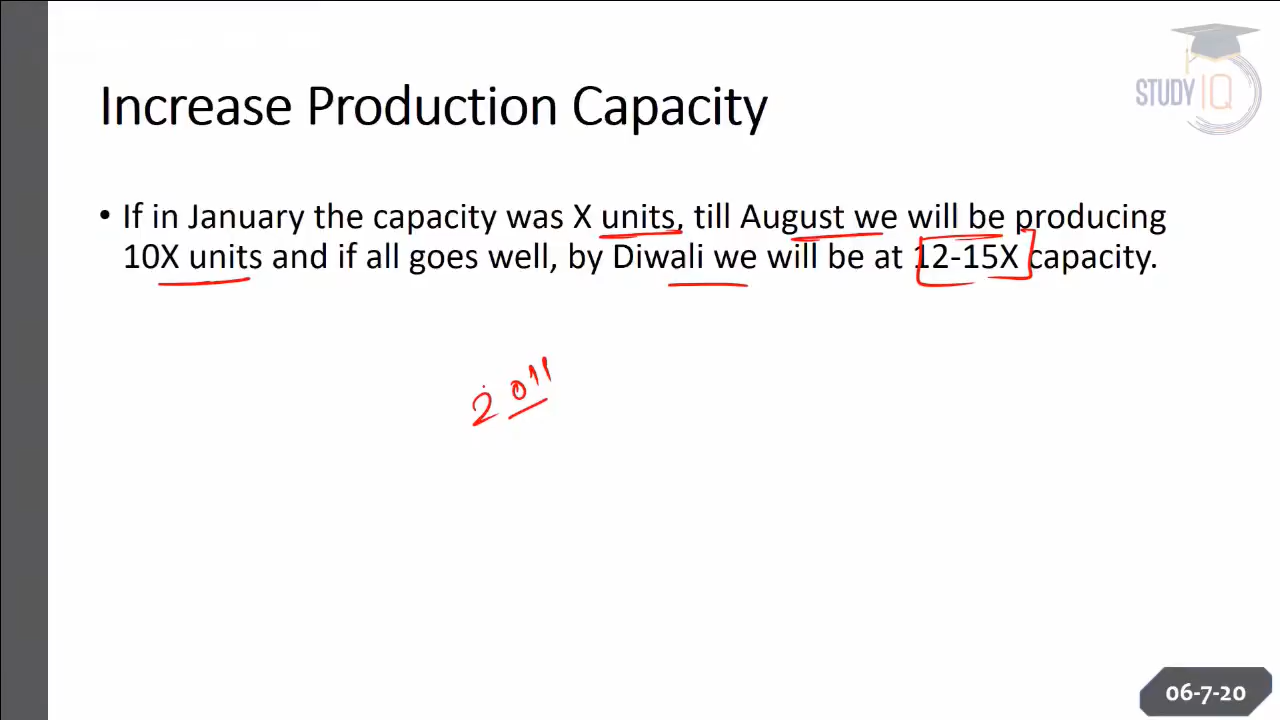 STUDY IQ
Increase Production Capacity
• If in January the capacity was X units, till August we will be producing
10X units and if all goes well, by Diwali we will be at 12-15X capacity.
2011
06-7-20